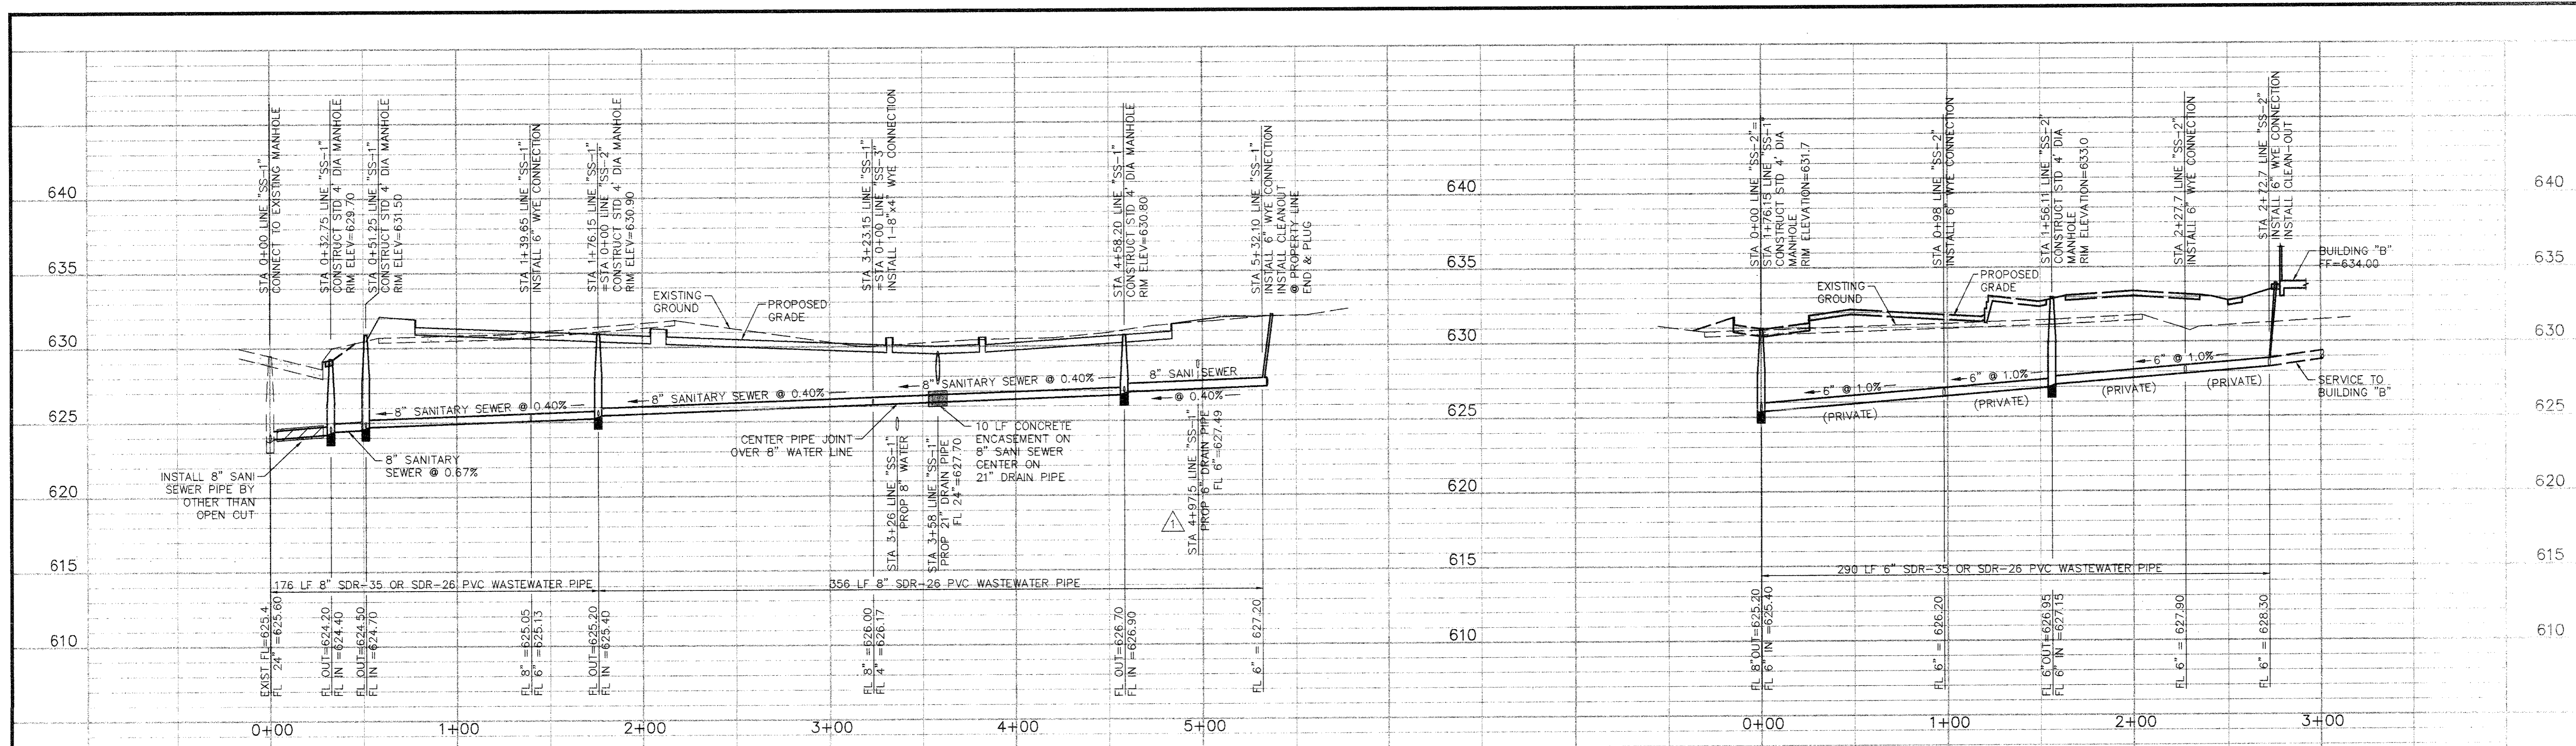 STA 0+00 LINE "SS-1"
CONNECT TO EXISTING MANHOLE
STA 0+32.75 LINE "SS-1"
CONSTRUCT STD 4' DIA MANHOLE
RIM ELEV=629.70
STA 0+51.25 LINE "SS-1"
CONSTRUCT STD 4' DIA MANHOLE
RIM ELEV=631.50
STA 1+39.65 LINE "SS-1"
INSTALL 6" WYE CONNECTION
STA 1+76.15 LINE "SS-1"
=STA 0+00 LINE "SS-2"
CONSTRUCT STD 4' DIA MANHOLE
RIM ELEV=630.90
STA 3+23.15 LINE "SS-1"
=STA 0+00 LINE "SS-3"
INSTALL 1-8"x4" WYE CONNECTION
STA 4+58.20 LINE "SS-1"
CONSTRUCT STD 4' DIA MANHOLE
RIM ELEV=630.80
STA 5+32.10 LINE "SS-1"
INSTALL 6" WYE CONNECTION
INSTALL CLEANOUT
@ PROPERTY LINE
END & PLUG
640
635
630
625
620
615
610
EXISTING
GROUND
PROPOSED
GRADE
8" SANITARY SEWER @ 0.40%
8" SANITARY SEWER @ 0.40%
8" SANITARY SEWER @ 0.40%
8" SANI SEWER
@ 0.40%
INSTALL 8" SANI
SEWER PIPE BY
OTHER THAN
OPEN CUT
8" SANITARY
SEWER @ 0.67%
CENTER PIPE JOINT
OVER 8" WATER LINE
STA 3+26 LINE "SS-1"
PROP 8" WATER
STA 3+58 LINE "SS-1"
PROP 21" DRAIN PIPE
FL 24"=627.70
10 LF CONCRETE
ENCASEMENT ON
8" SANI SEWER
CENTER ON
21" DRAIN PIPE
1
STA 4+97.5 LINE "SS-1"
PROP 6" DRAIN PIPE
FL 6"=627.49
176 LF 8" SDR-35 OR SDR-26 PVC WASTEWATER PIPE
356 LF 8" SDR-26 PVC WASTEWATER PIPE
EXIST FL=625.4
FL 24"=625.60
FL OUT=624.20
FL IN =624.40
FL OUT=624.50
FL IN =624.70
FL 8" =625.05
FL 6" =625.13
FL OUT=625.20
FL IN =625.40
FL 8" =626.00
FL 4" =626.17
FL OUT=626.70
FL IN =626.90
FL 6" = 627.20
0+00
1+00
2+00
3+00
4+00
5+00
640
635
630
625
620
615
610
STA 0+00 LINE "SS-2"=
STA 1+76.15 LINE "SS-1"
CONSTRUCT STD 4' DIA
MANHOLE
RIM ELEVATION=631.7
STA 0+98 LINE "SS-2"
INSTALL 6" WYE CONNECTION
STA 1+56.11 LINE "SS-2"
CONSTRUCT STD 4' DIA
MANHOLE
RIM ELEVATION=633.0
STA 2+27.7 LINE "SS-2"
INSTALL 6" WYE CONNECTION
STA 2+72.7 LINE "SS-2"
INSTALL 6" WYE CONNECTION
INSTALL CLEAN-OUT
BUILDING "B"
FF=634.00
EXISTING
GROUND
PROPOSED
GRADE
6" @ 1.0%
6" @ 1.0%
6" @ 1.0%
(PRIVATE)
(PRIVATE)
(PRIVATE)
(PRIVATE)
SERVICE TO
BUILDING "B"
290 LF 6" SDR-35 OR SDR-26 PVC WASTEWATER PIPE
FL 8"OUT=625.20
FL 6" IN =625.40
FL 6" = 626.20
FL 6"OUT=626.95
FL 6" IN =627.15
FL 6" = 627.90
FL 6" = 628.30
0+00
1+00
2+00
3+00
640
635
630
625
620
615
610